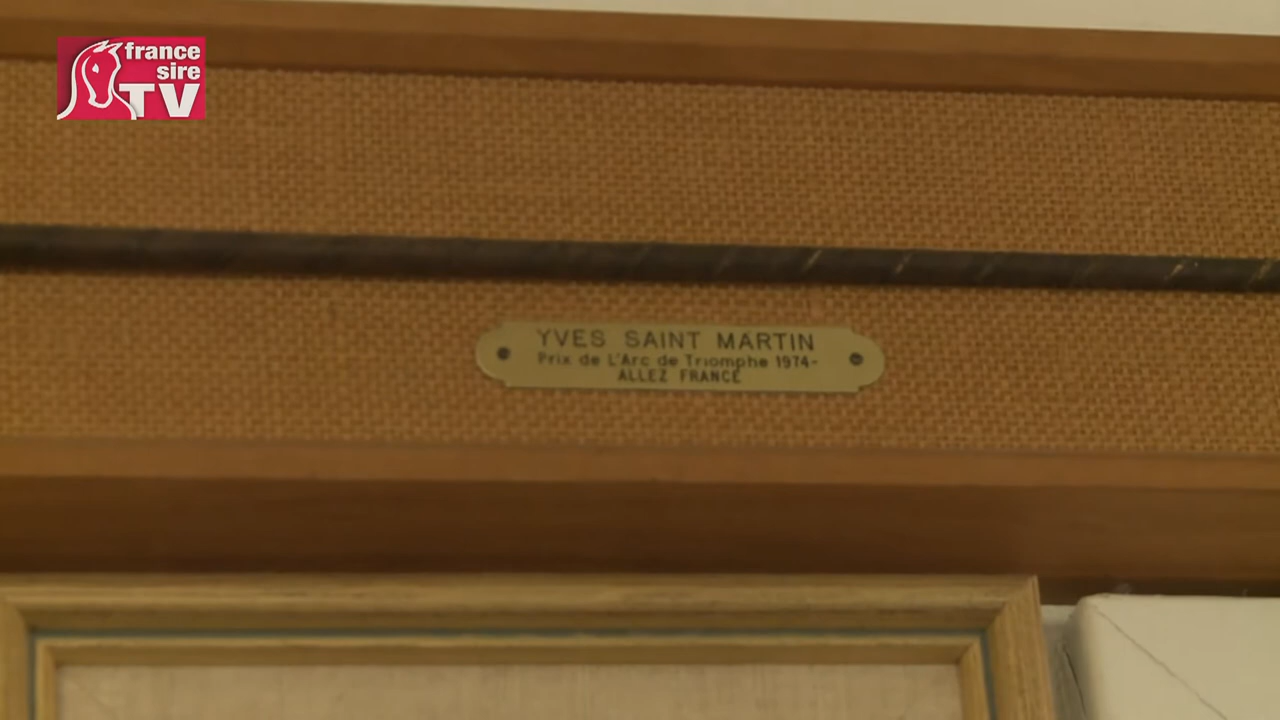 france
sire
TV
YVES SAINT MARTIN
Prix de L'Arc de Triomphe 1974-
ALLEZ FRANCE